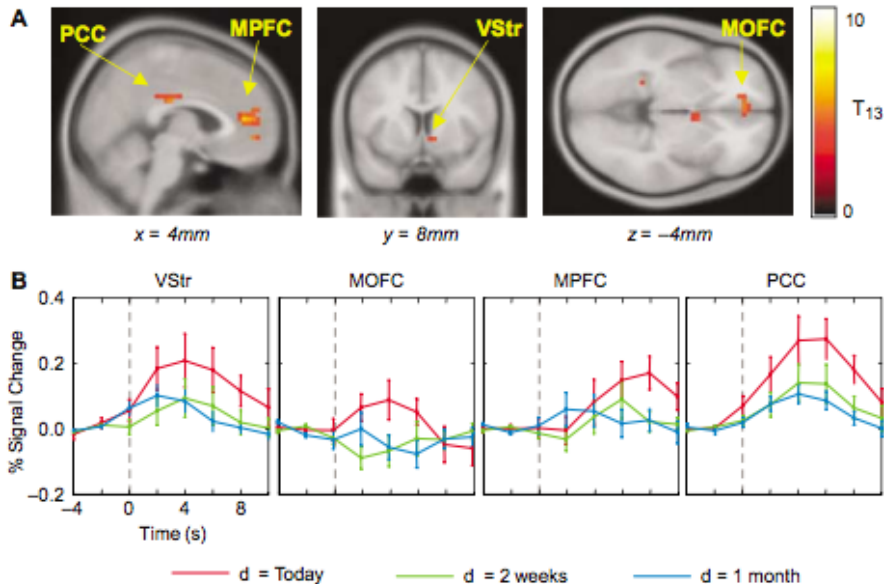 A
PCC
MPFC
VStr
MOFC
10
T13
0
x = 4mm
y = 8mm
z = −4mm
B
VStr
MOFC
MPFC
PCC
% Signal Change
0.4
0.2
0.0
−0.2
−4 0 4 8
Time (s)
d = Today
d = 2 weeks
d = 1 month